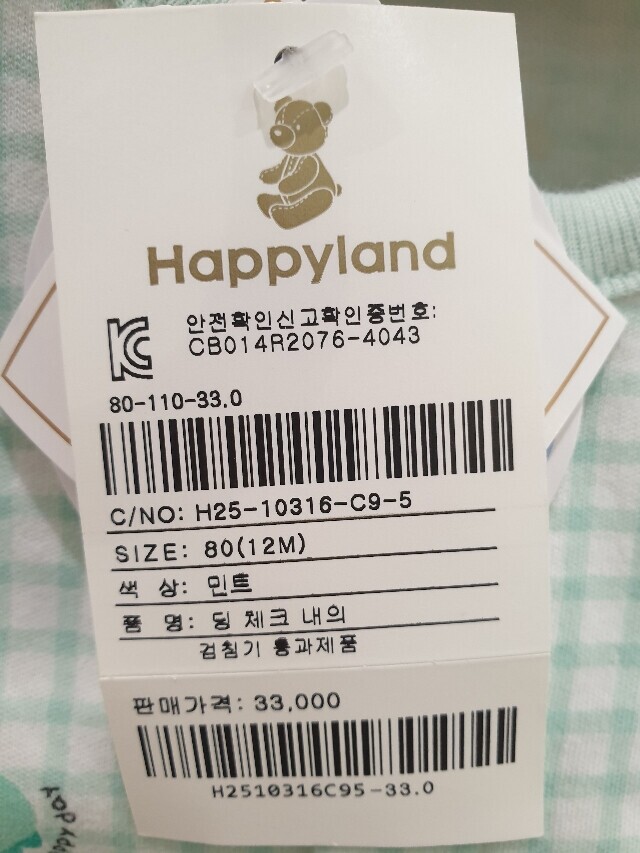 Happyland
안전확인신고확인증번호:
CB014R2076-4043
80-110-33.0
C/NO: H25-10316-C9-5
SIZE: 80(12M)
색 상: 민트
품 명: 딩 체크 내의
검침기 통과제품
판매가격: 33,000
H2510316C95-33.0